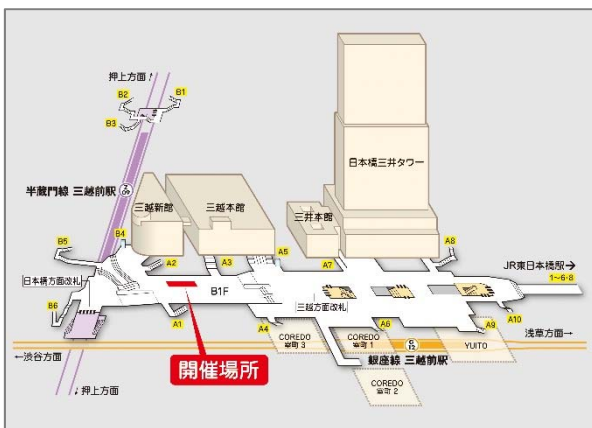 押上方面↑
B2
B1
B3
半蔵門線 三越前駅
Z
09
三越新館
三越本館
三井本館
日本橋三井タワー
B4
B5
A2
A3
A5
A7
A8
JR東日本橋駅→
1~6·8
日本橋方面改札
B1F
三越方面改札
B6
A1
A4
A6
A9
A10
COREDO
室町 3
COREDO
室町 1
G
12
YUITO
浅草方面→
←渋谷方面
銀座線 三越前駅
開催場所
COREDO
室町 2
↓押上方面